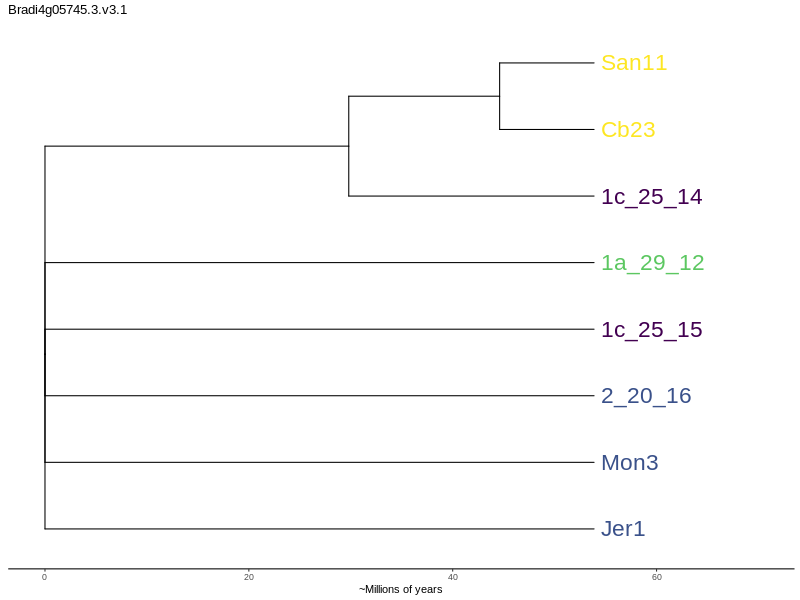 Bradi4g05745.3.v3.1
San11
Cb23
1c_25_14
1a_29_12
1c_25_15
2_20_16
Mon3
Jer1
0 20 40 60
~Millions of years